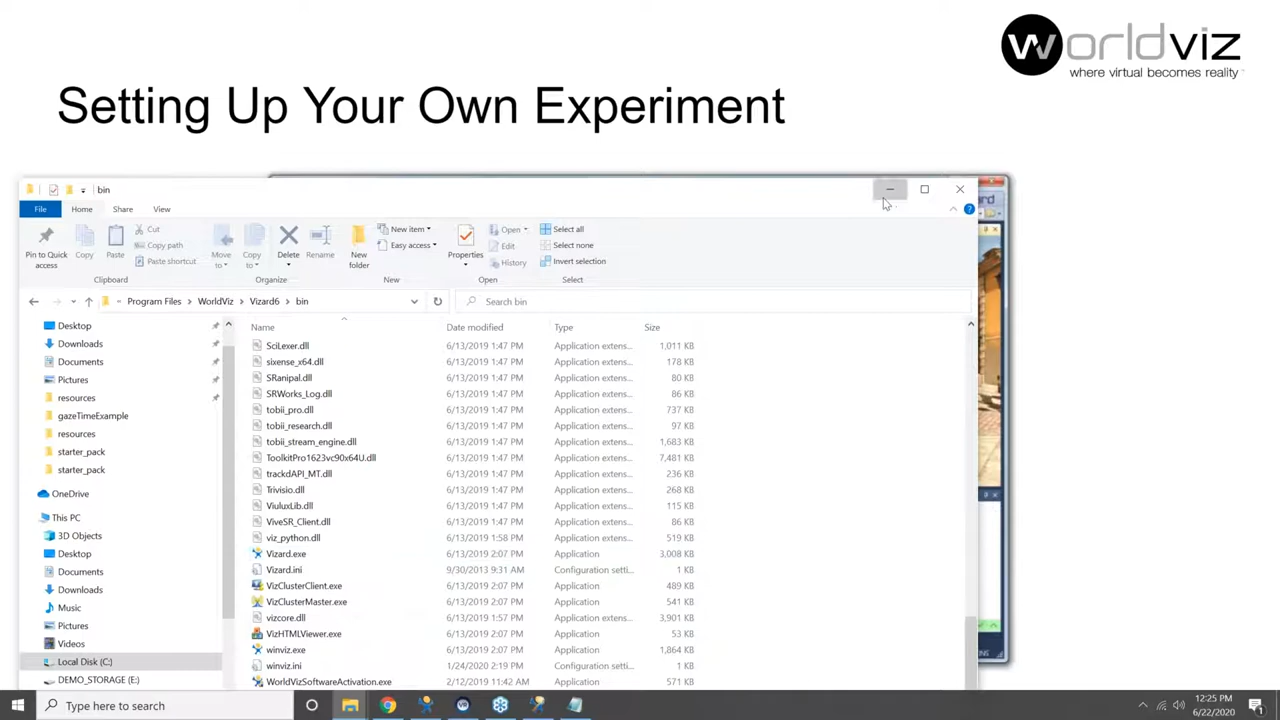 worldviz
where virtual becomes reality
Setting Up Your Own Experiment
bin
File Home Share View
Pin to Quick access
Copy
Paste
Cut
Copy path
Paste shortcut
Clipboard
Move to
Copy to
Delete
Rename
Organize
New folder
New item
Easy access
New
Properties
Open
Edit
History
Open
Select all
Select none
Invert selection
Select
« Program Files > WorldViz > Vizard6 > bin
Search bin
Desktop
Downloads
Documents
Pictures
resources
gazeTimeExample
resources
starter_pack
starter_pack
OneDrive
This PC
3D Objects
Desktop
Documents
Downloads
Music
Pictures
Videos
Local Disk (C:)
DEMO_STORAGE (E:)
Name Date modified Type Size
SciLexer.dll 6/13/2019 1:47 PM Application extens... 1,011 KB
sixense_x64.dll 6/13/2019 1:47 PM Application extens... 178 KB
SRanipal.dll 6/13/2019 1:47 PM Application extens... 80 KB
SRWorks_Log.dll 6/13/2019 1:47 PM Application extens... 86 KB
tobii_pro.dll 6/13/2019 1:47 PM Application extens... 737 KB
tobii_research.dll 6/13/2019 1:47 PM Application extens... 97 KB
tobii_stream_engine.dll 6/13/2019 1:47 PM Application extens... 1,683 KB
ToolkitPro1623vc90x64U.dll 6/13/2019 1:47 PM Application extens... 7,481 KB
trackdAPI_MT.dll 6/13/2019 1:47 PM Application extens... 236 KB
Trivisio.dll 6/13/2019 1:47 PM Application extens... 268 KB
ViuluxLib.dll 6/13/2019 1:47 PM Application extens... 115 KB
ViveSR_Client.dll 6/13/2019 1:47 PM Application extens... 86 KB
viz_python.dll 6/13/2019 1:58 PM Application extens... 519 KB
Vizard.exe 6/13/2019 2:07 PM Application 3,008 KB
Vizard.ini 9/30/2013 9:31 AM Configuration setti... 1 KB
VizClusterClient.exe 6/13/2019 2:07 PM Application 489 KB
VizClusterMaster.exe 6/13/2019 2:07 PM Application 541 KB
vizcore.dll 6/13/2019 1:57 PM Application extens... 3,901 KB
VizHTMLViewer.exe 6/13/2019 2:07 PM Application 53 KB
winviz.exe 6/13/2019 2:07 PM Application 1,864 KB
winviz.ini 1/24/2020 2:19 PM Configuration setti... 1 KB
WorldVizSoftwareActivation.exe 2/12/2019 11:42 AM Application 571 KB
Type here to search
12:25 PM
6/22/2020
1